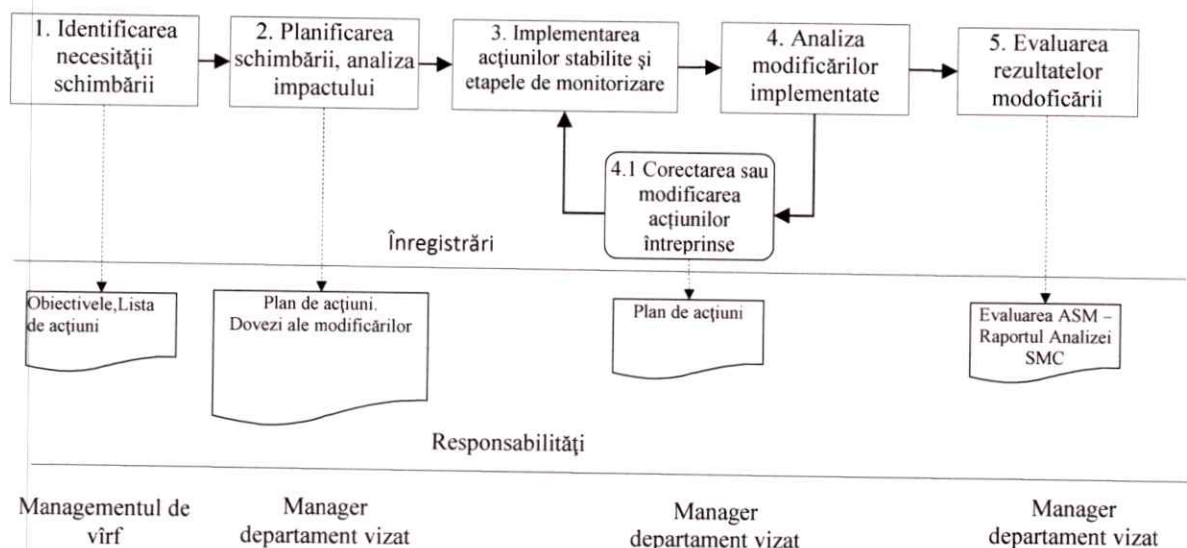 1. Identificarea
necesităţii
schimbării
2. Planificarea
schimbării, analiza
impactului
3. Implementarea
acţiunilor stabilite şi
etapele de monitorizare
4. Analiza
modificărilor
implementate
5. Evaluarea
rezultatelor
modoficării
4.1 Corectarea sau
modificarea
acţiunilor
întreprinse
Înregistrări
Obiectivele,Lista
de acţiuni
Plan de acţiuni.
Dovezi ale modificărilor
Plan de acţiuni
Evaluarea ASM –
Raportul Analizei
SMC
Responsabilităţi
Managementul de
vîrf
Manager
departament vizat
Manager
departament vizat
Manager
departament vizat